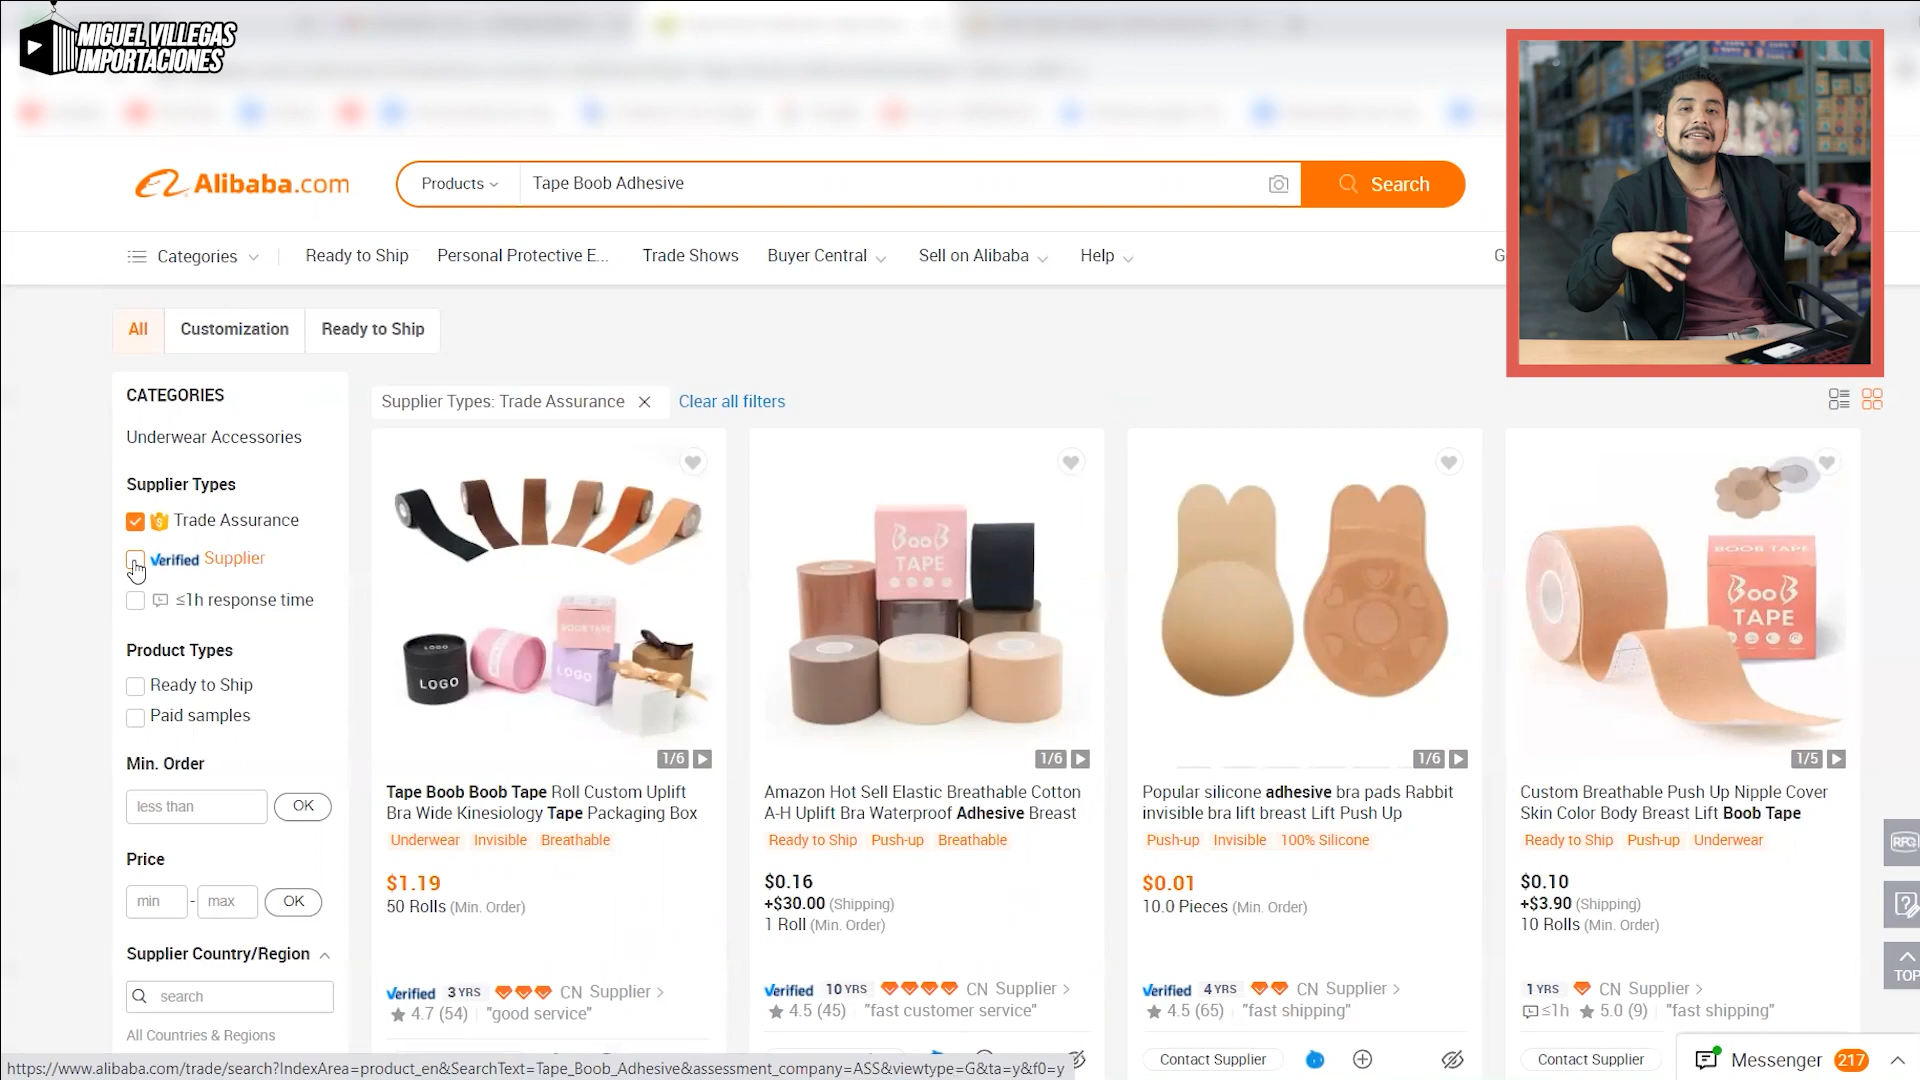 MIGUEL VILLEGAS
IMPORTACIONES
Alibaba.com
Products
Tape Boob Adhesive
Search
Categories
Ready to Ship
Personal Protective E...
Trade Shows
Buyer Central
Sell on Alibaba
Help
G
All
Customization
Ready to Ship
CATEGORIES
Underwear Accessories
Supplier Types
Trade Assurance
Verified Supplier
≤1h response time
Product Types
Ready to Ship
Paid samples
Min. Order
less than
OK
Price
min
-
max
OK
Supplier Country/Region
search
All Countries & Regions
Supplier Types: Trade Assurance
Clear all filters
BOOB TAPE
LOGO
LOGO
LOGO
1/6
Tape Boob Boob Tape Roll Custom Uplift
Bra Wide Kinesiology Tape Packaging Box
Underwear Invisible Breathable
$1.19
50 Rolls (Min. Order)
Verified 3 YRS CN Supplier >
4.7 (54) "good service"
BooB
TAPE
1/6
Amazon Hot Sell Elastic Breathable Cotton
A-H Uplift Bra Waterproof Adhesive Breast
Ready to Ship Push-up Breathable
$0.16
+$30.00 (Shipping)
1 Roll (Min. Order)
Verified 10 YRS CN Supplier >
4.5 (45) "fast customer service"
1/6
Popular silicone adhesive bra pads Rabbit
invisible bra lift breast Lift Push Up
Push-up Invisible 100% Silicone
$0.01
10.0 Pieces (Min. Order)
Verified 4 YRS CN Supplier >
4.5 (65) "fast shipping"
Contact Supplier
BOOB TAPE
BooB
TAPE
1/5
Custom Breathable Push Up Nipple Cover
Skin Color Body Breast Lift Boob Tape
Ready to Ship Push-up Underwear
$0.10
+$3.90 (Shipping)
10 Rolls (Min. Order)
1 YRS CN Supplier >
≤1h 5.0 (9) "fast shipping"
Contact Supplier
RFQ
TOP
Messenger 217
https://www.alibaba.com/trade/search?IndexArea=product_en&SearchText=Tape_Boob_Adhesive&assessment_company=ASS&viewtype=G&ta=y&f0=y